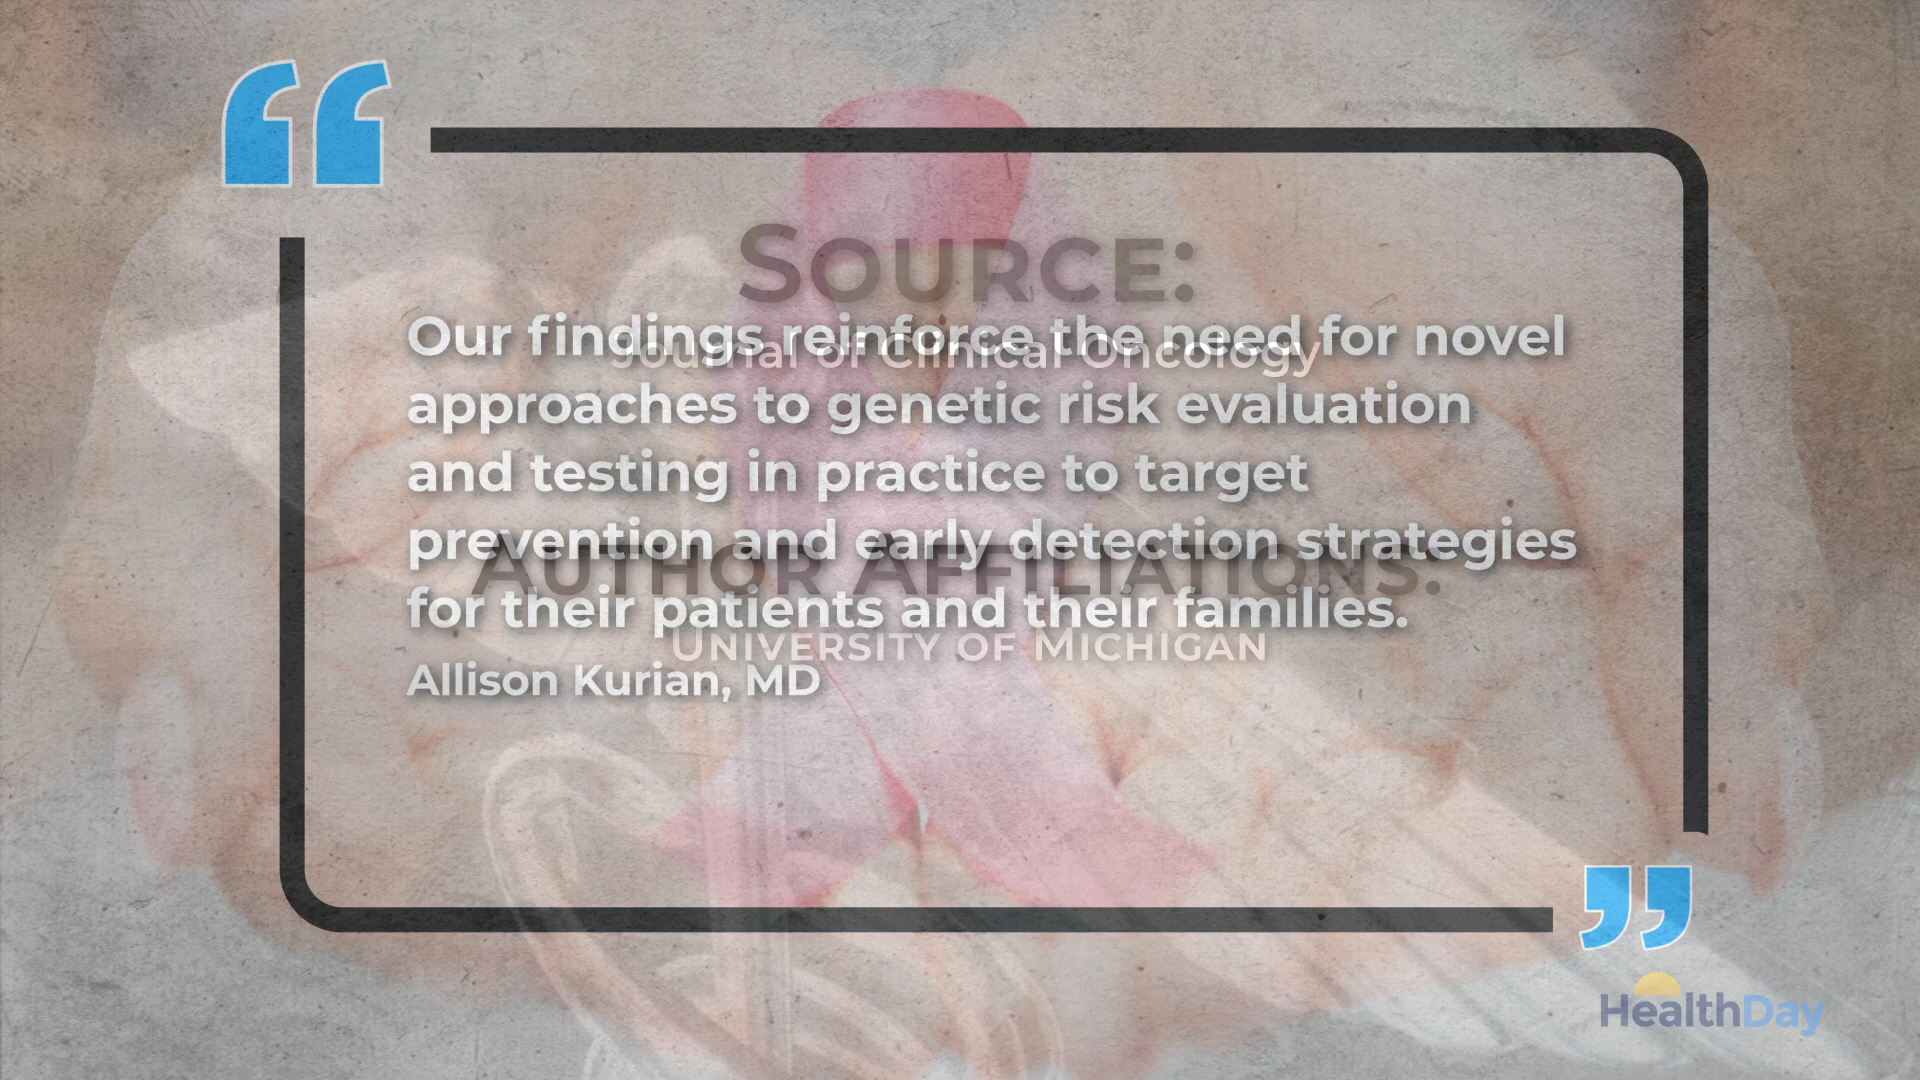 Source:
Our findings reinforce the need for novel
Journal of Clinical Oncology
approaches to genetic risk evaluation
and testing in practice to target
prevention and early detection strategies
Author Affiliations:
for their patients and their families.
University of Michigan
Allison Kurian, MD
HealthDay